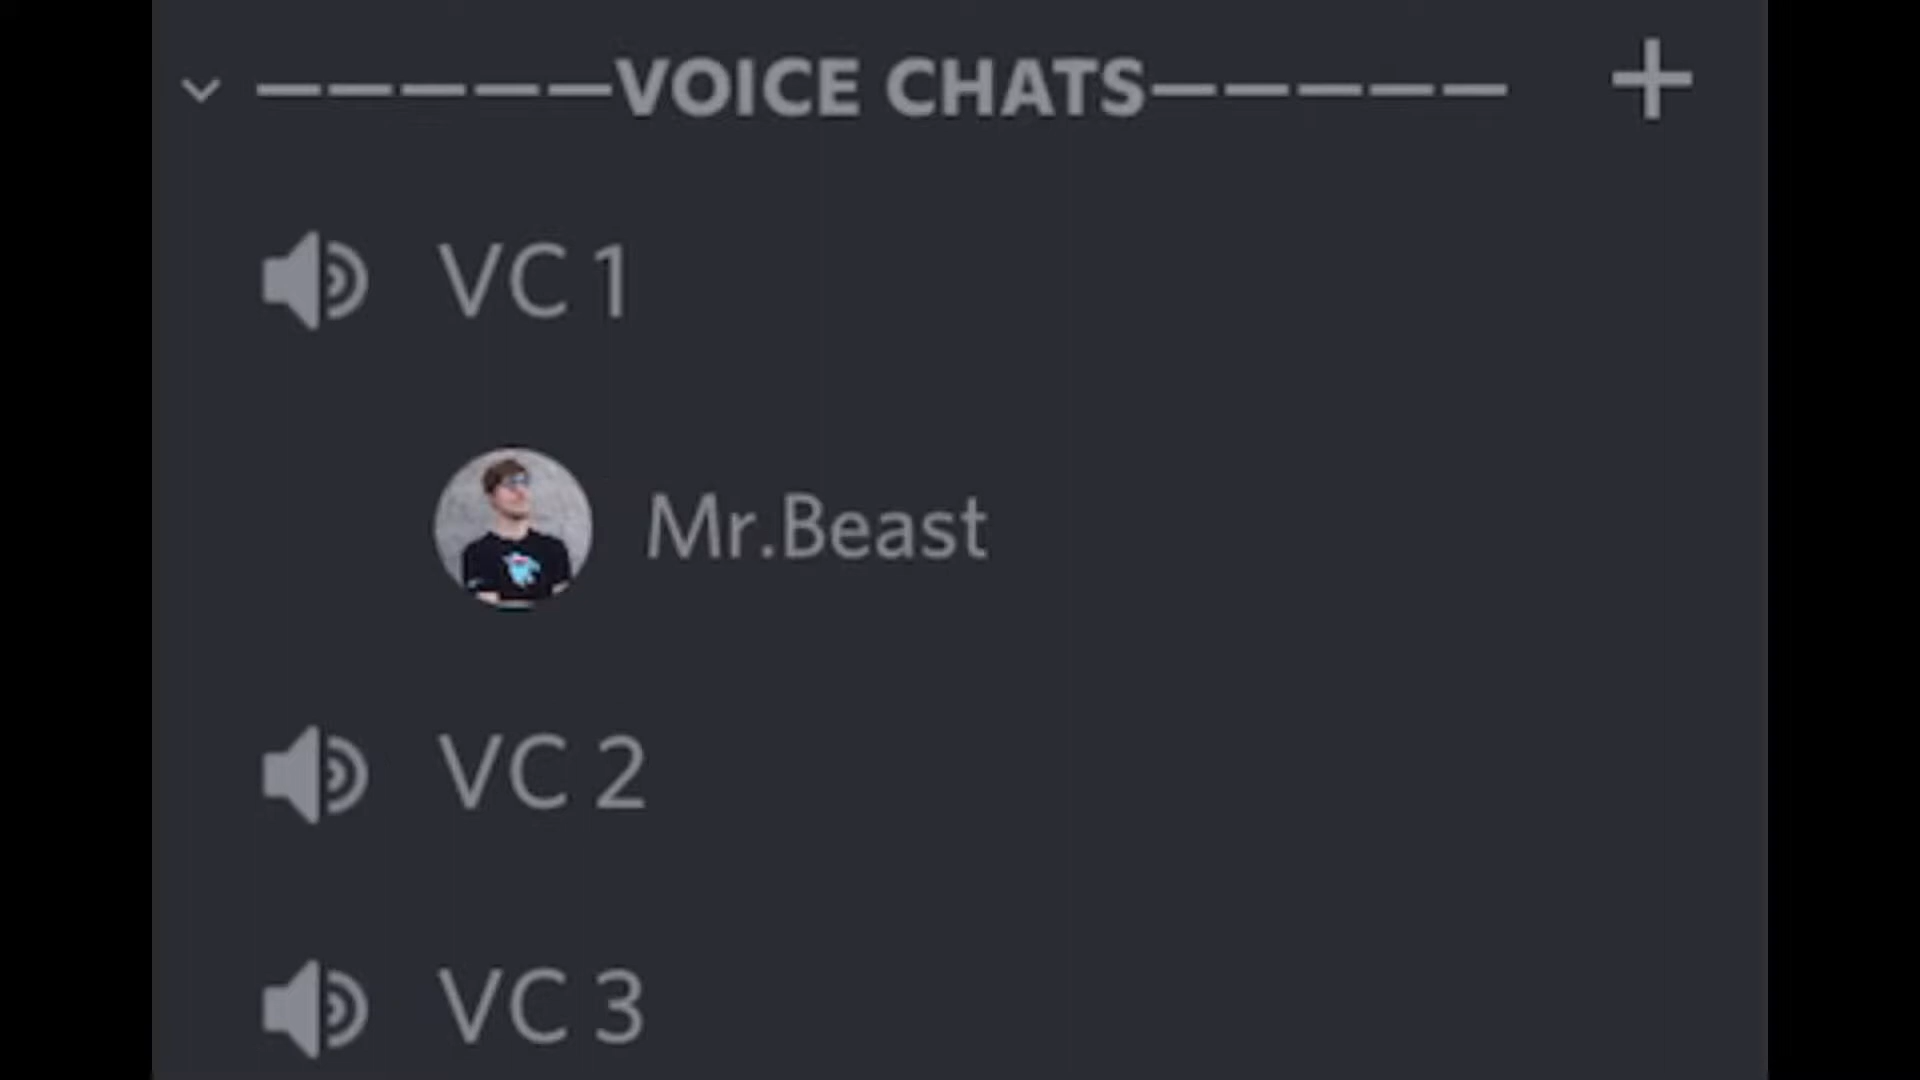 —————VOICE CHATS—————
VC 1
Mr.Beast
VC 2
VC 3